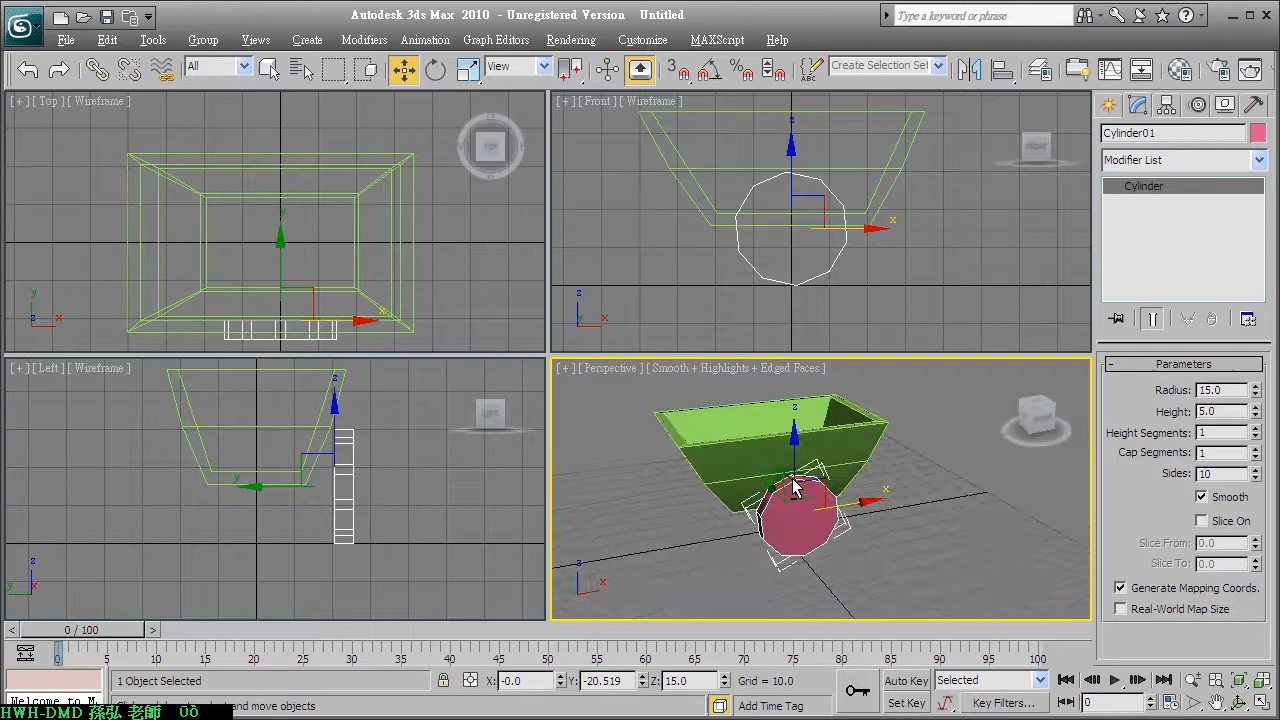 Autodesk 3ds Max 2010 - Unregistered Version Untitled
Type a keyword or phrase
File Edit Tools Group Views Create Modifiers Animation Graph Editors Rendering Customize MAXScript Help
All View 3 ABC Create Selection Set
[ + ] [ Top ] [ Wireframe ]
TOP
[ + ] [ Front ] [ Wireframe ]
z
x
y
x
y
z
x
z
y
x
[ + ] [ Left ] [ Wireframe ]
z
y
z
y
x
[ + ] [ Perspective ] [ Smooth + Highlights + Edged Faces ]
z
x
z
x
Cylinder01
Modifier List
Cylinder
- Parameters
Radius: 15.0
Height: 5.0
Height Segments: 1
Cap Segments: 1
Sides: 10
Smooth
Slice On
Slice From: 0.0
Slice To: 0.0
Generate Mapping Coords.
Real-World Map Size
< 0 / 100 >
0 5 10 15 20 25 30 35 40 45 50 55 60 65 70 75 80 85 90 95 100
1 Object Selected X: -0.0 Y: -20.519 Z: 15.0 Grid = 10.0 Auto Key Selected
Welcome to M and move objects Add Time Tag Set Key Key Filters... 0
HWH-DMD 孫弘 老師